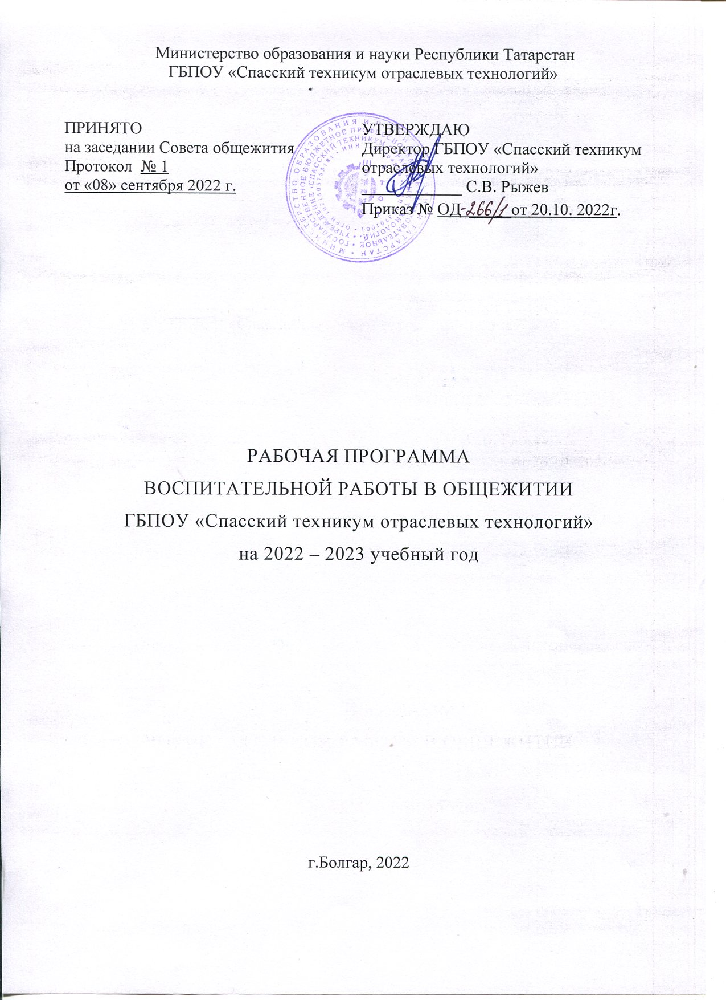 Министерство образования и науки Республики Татарстан
ГБПОУ «Спасский техникум отраслевых технологий»
ПРИНЯТО
на заседании Совета общежития
Протокол № 1
от «08» сентября 2022 г.
УТВЕРЖДАЮ
Директор ГБПОУ «Спасский техникум
отраслевых технологий»
____________ С.В. Рыжев
Приказ № ОД-266/1 от 20.10. 2022г.
РАБОЧАЯ ПРОГРАММА
ВОСПИТАТЕЛЬНОЙ РАБОТЫ В ОБЩЕЖИТИИ
ГБПОУ «Спасский техникум отраслевых технологий»
на 2022 – 2023 учебный год
г.Болгар, 2022